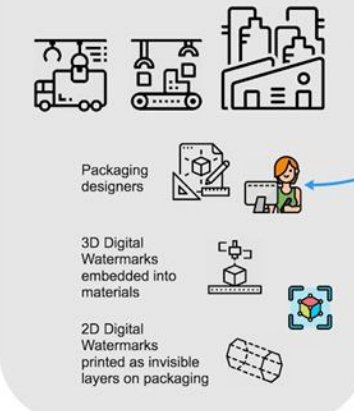 Packaging
designers
3D Digital
Watermarks
embedded into
materials
2D Digital
Watermarks
printed as invisible
layers on packaging